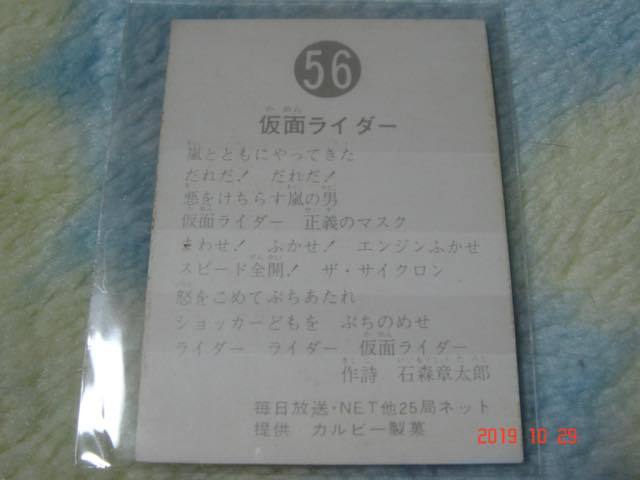 56
仮面ライダー
嵐とともにやってきた
だれだ! だれだ!
悪をけちらす嵐の男
仮面ライダー 正義のマスク
まわせ! ふかせ! エンジンふかせ
スピード全開! ザ・サイクロン
怒をこめてぶちあたれ
ショッカーどもを ぶちのめせ
ライダー ライダー 仮面ライダー
作詩 石森章太郎
毎日放送・NET他25局ネット
提供 カルビー製菓
2019 10 29